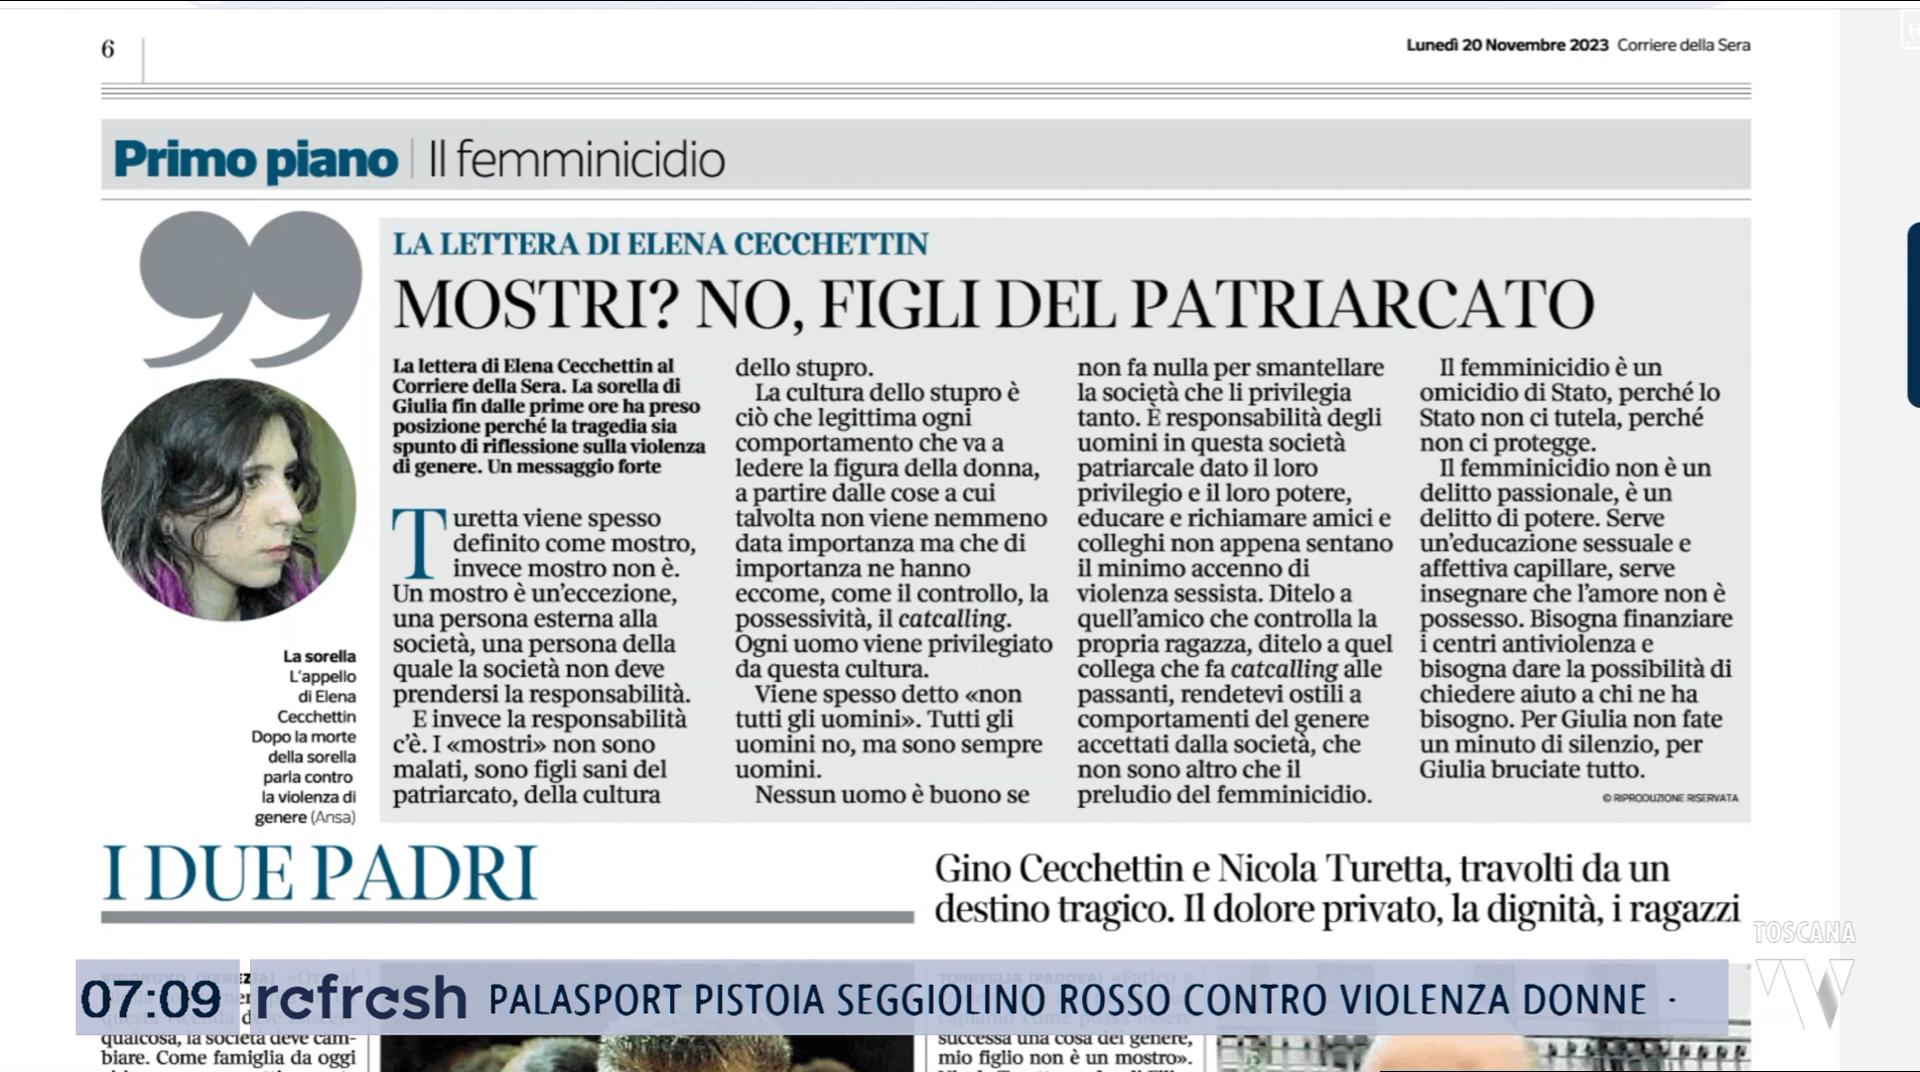 6
Lunedì 20 Novembre 2023 Corriere della Sera
Primo piano | Il femminicidio
LA LETTERA DI ELENA CECCHETTIN
MOSTRI? NO, FIGLI DEL PATRIARCATO
La lettera di Elena Cecchettin al
Corriere della Sera. La sorella di
Giulia fin dalle prime ore ha preso
posizione perché la tragedia sia
spunto di riflessione sulla violenza
di genere. Un messaggio forte
Turetta viene spesso
definito come mostro,
invece mostro non è.
Un mostro è un'eccezione,
una persona esterna alla
società, una persona della
quale la società non deve
prendersi la responsabilità.
E invece la responsabilità
c'è. I «mostri» non sono
malati, sono figli sani del
patriarcato, della cultura
dello stupro.
La cultura dello stupro è
ciò che legittima ogni
comportamento che va a
ledere la figura della donna,
a partire dalle cose a cui
talvolta non viene nemmeno
data importanza ma che di
importanza ne hanno
eccome, come il controllo, la
possessività, il catcalling.
Ogni uomo viene privilegiato
da questa cultura.
Viene spesso detto «non
tutti gli uomini». Tutti gli
uomini no, ma sono sempre
uomini.
Nessun uomo è buono se
non fa nulla per smantellare
la società che li privilegia
tanto. È responsabilità degli
uomini in questa società
patriarcale dato il loro
privilegio e il loro potere,
educare e richiamare amici e
colleghi non appena sentano
il minimo accenno di
violenza sessista. Ditelo a
quell'amico che controlla la
propria ragazza, ditelo a quel
collega che fa catcalling alle
passanti, rendetevi ostili a
comportamenti del genere
accettati dalla società, che
non sono altro che il
preludio del femminicidio.
Il femminicidio è un
omicidio di Stato, perché lo
Stato non ci tutela, perché
non ci protegge.
Il femminicidio non è un
delitto passionale, è un
delitto di potere. Serve
un'educazione sessuale e
affettiva capillare, serve
insegnare che l'amore non è
possesso. Bisogna finanziare
i centri antiviolenza e
bisogna dare la possibilità di
chiedere aiuto a chi ne ha
bisogno. Per Giulia non fate
un minuto di silenzio, per
Giulia bruciate tutto.
© RIPRODUZIONE RISERVATA
La sorella
L'appello
di Elena
Cecchettin
Dopo la morte
della sorella
parla contro
la violenza di
genere (Ansa)
I DUE PADRI
Gino Cecchettin e Nicola Turetta, travolti da un
destino tragico. Il dolore privato, la dignità, i ragazzi
TOSCANA
TV
07:09 refresh PALASPORT PISTOIA SEGGIOLINO ROSSO CONTRO VIOLENZA DONNE ·
qualcosa, la società deve cam-
biare. Come famiglia da oggi
successa una cosa del genere,
mio figlio non è un mostro».